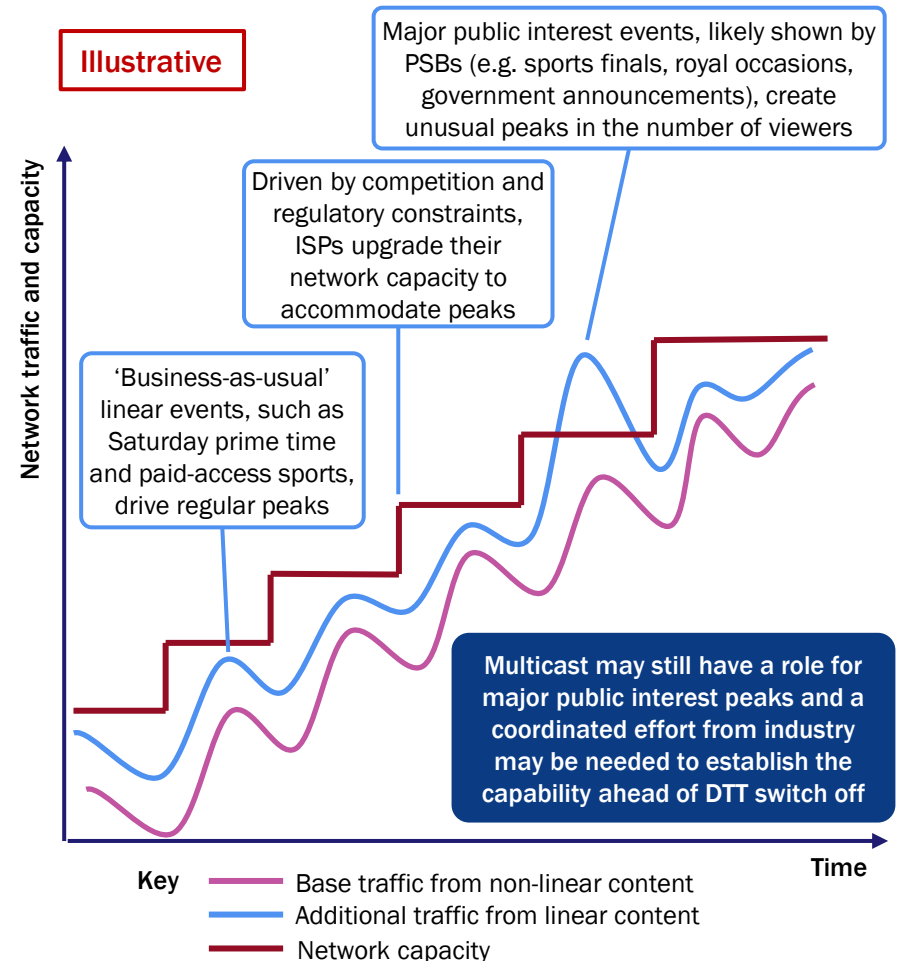 Illustrative
Major public interest events, likely shown by
PSBs (e.g. sports finals, royal occasions,
government announcements), create
unusual peaks in the number of viewers
Driven by competition and
regulatory constraints,
ISPs upgrade their
network capacity to
accommodate peaks
‘Business-as-usual’
linear events, such as
Saturday prime time
and paid-access sports,
drive regular peaks
Network traffic and capacity
Multicast may still have a role for
major public interest peaks and a
coordinated effort from industry
may be needed to establish the
capability ahead of DTT switch off
Time
Key
Base traffic from non-linear content
Additional traffic from linear content
Network capacity